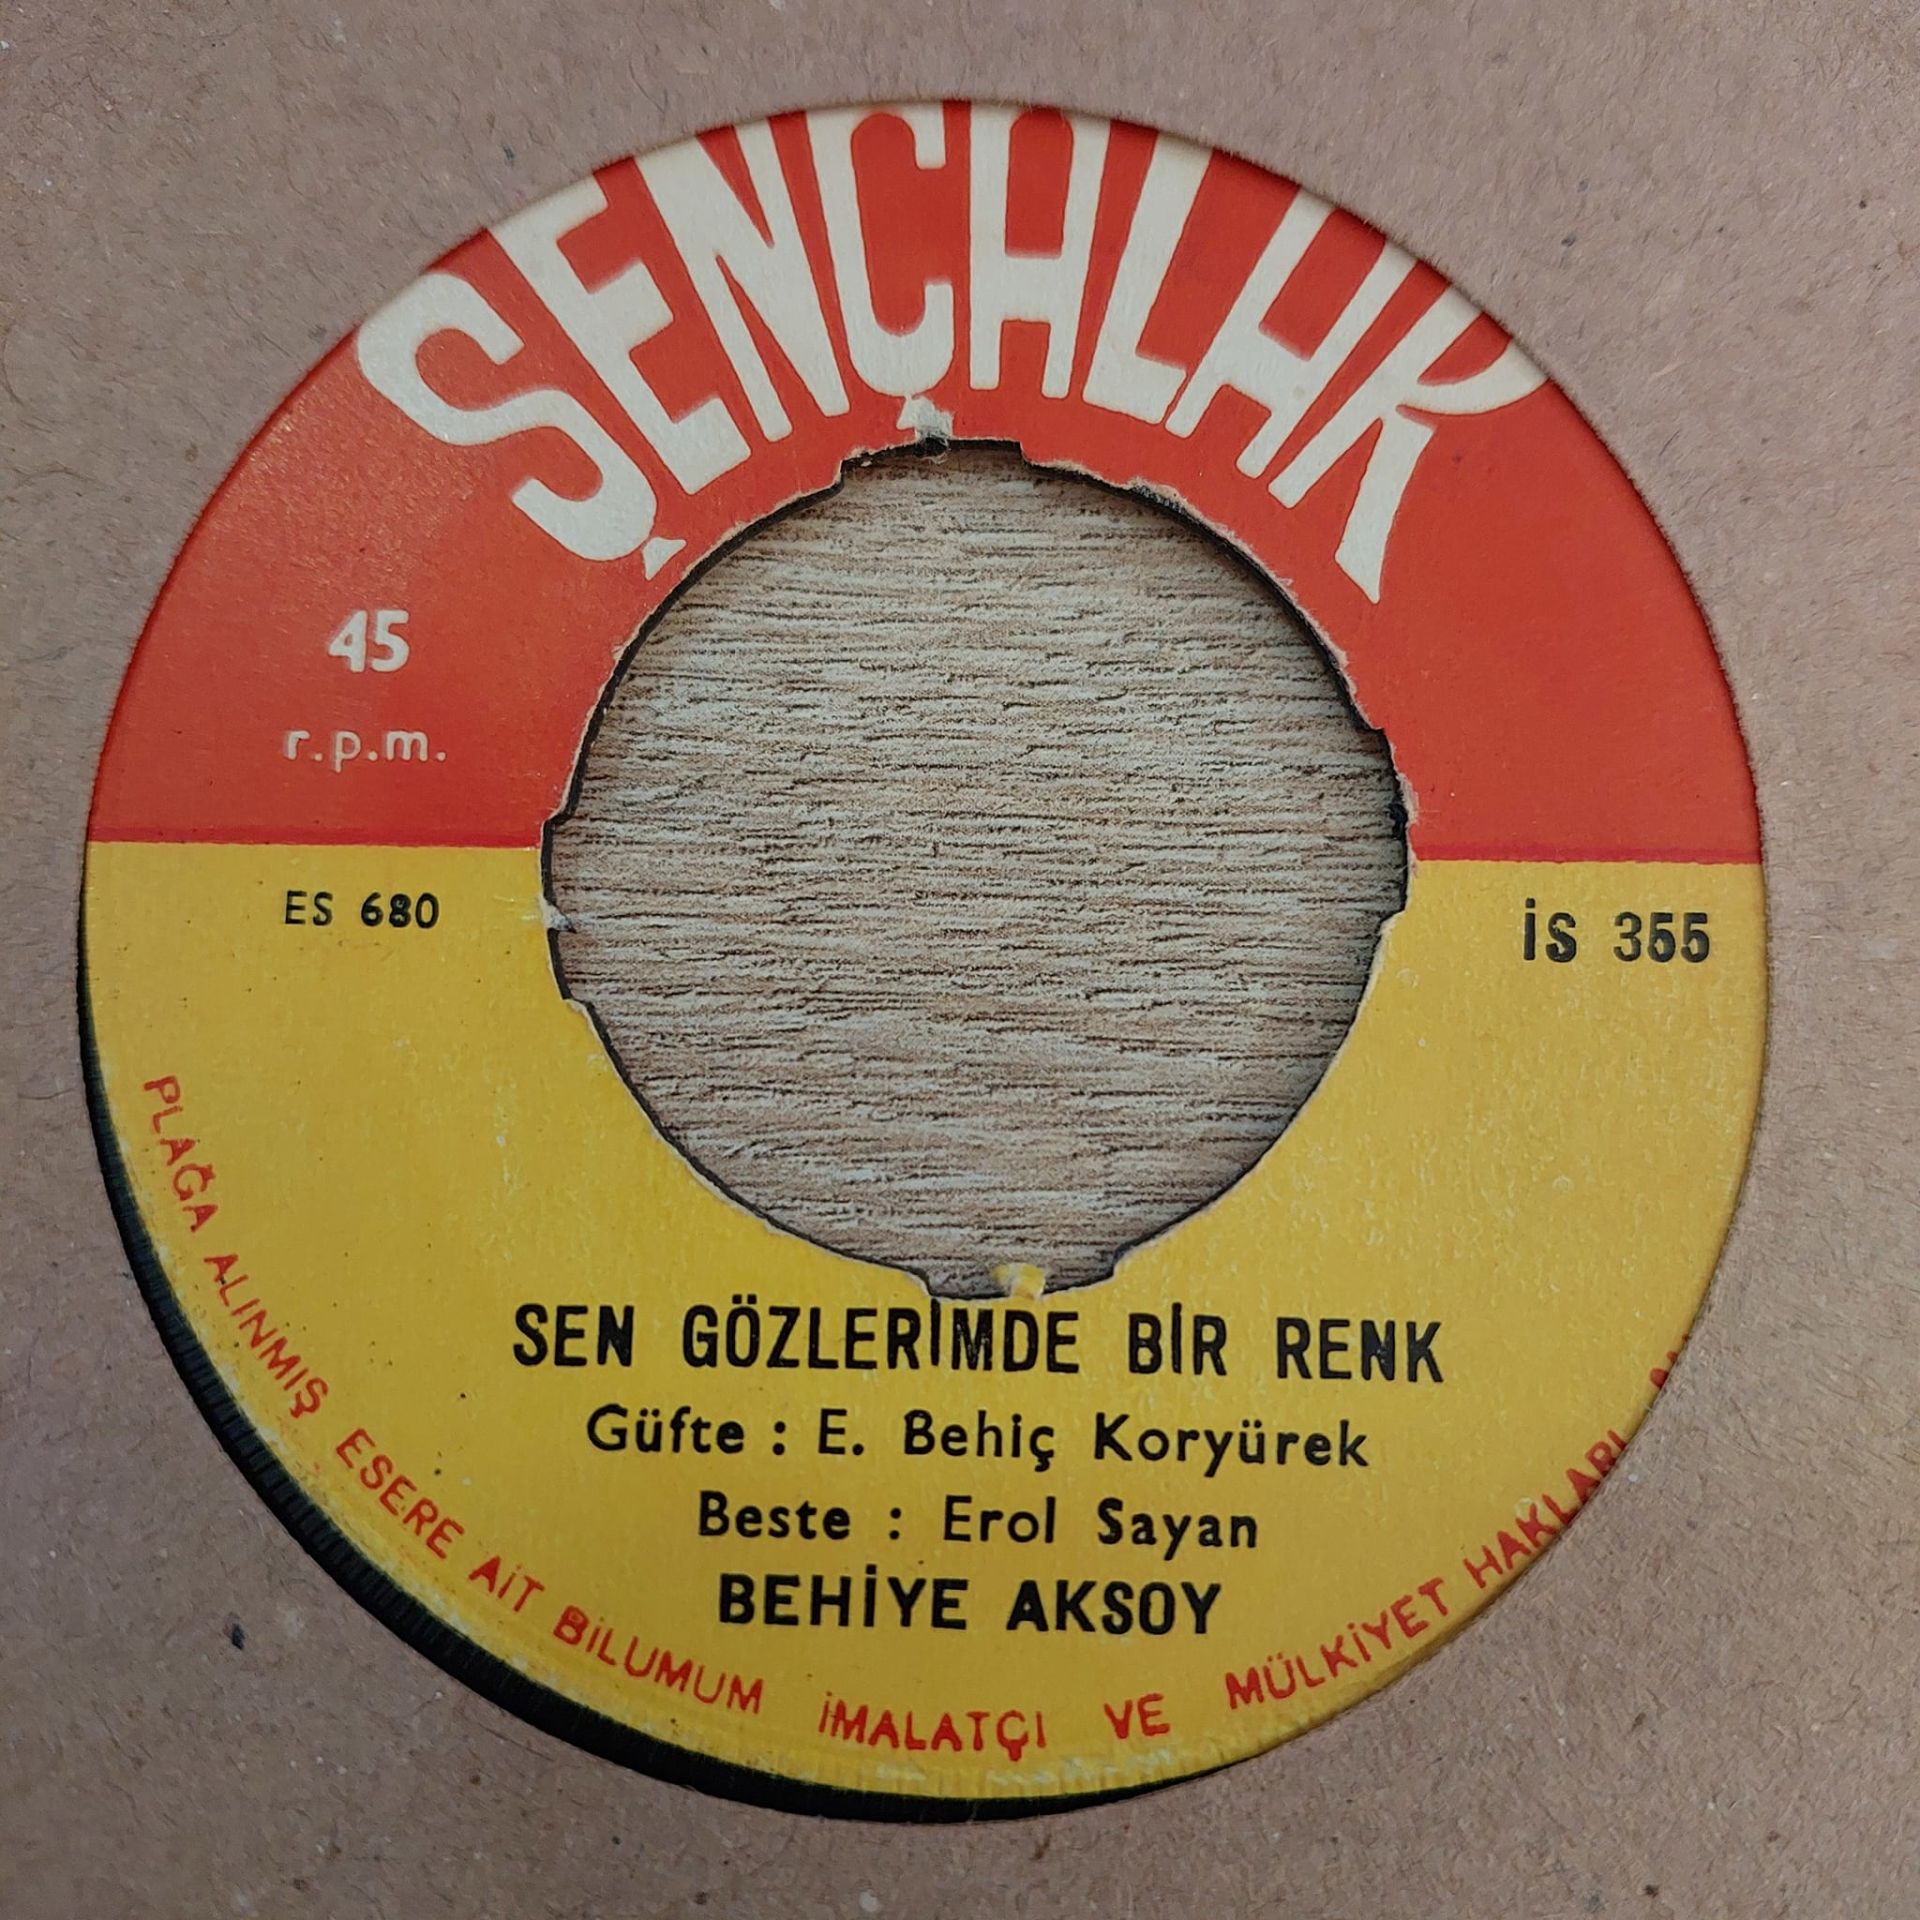 ŞENÇALAR
45
r.p.m.
ES 680
İS 355
SEN GÖZLERİMDE BİR RENK
Güfte : E. Behiç Koryürek
Beste : Erol Sayan
BEHİYE AKSOY
PLAĞA ALINMIŞ ESERE AİT BİLUMUM İMALATÇI VE MÜLKİYET HAKLARI